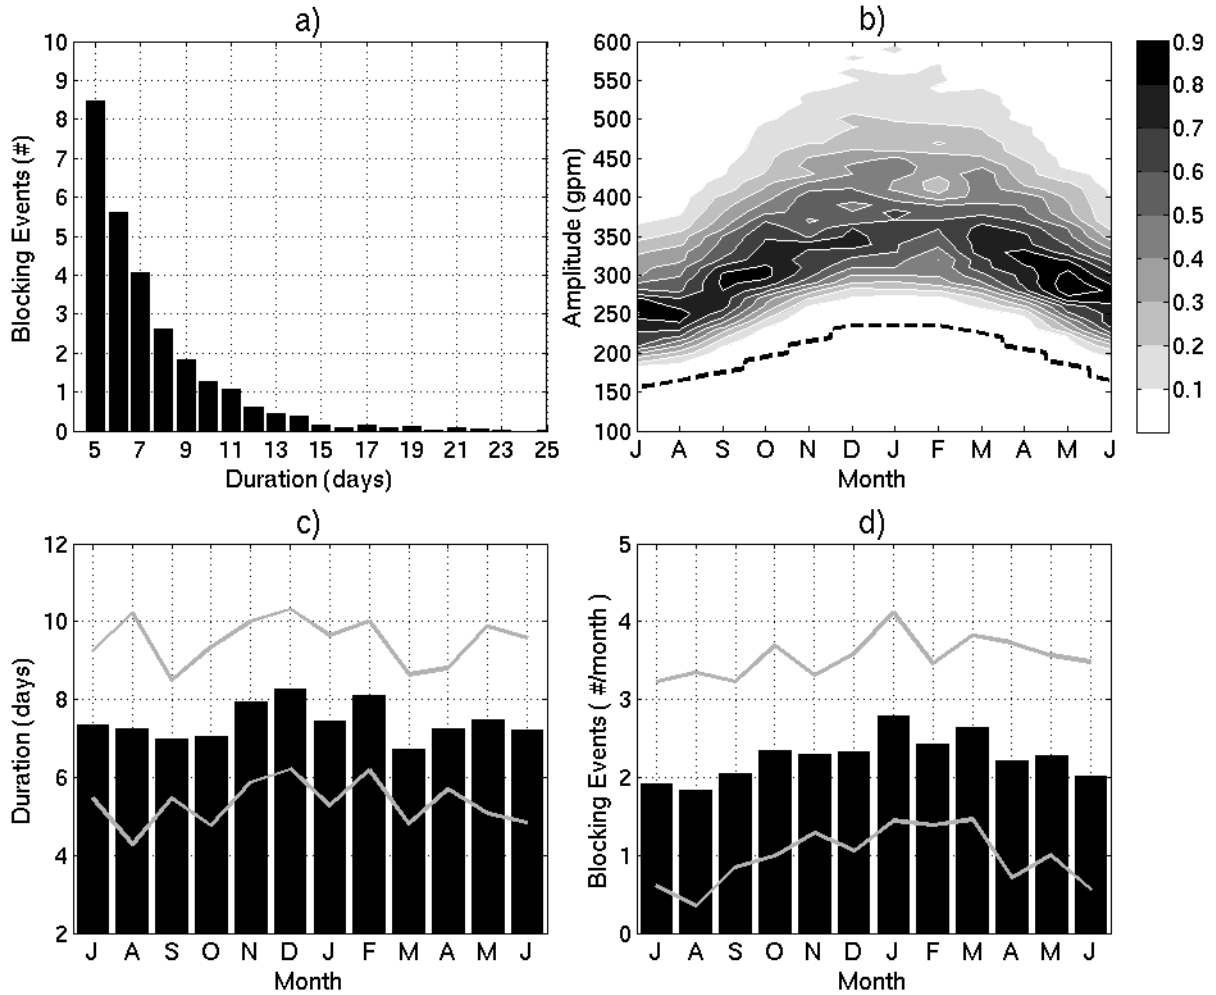 a)
10
9
8
7
6
5
4
3
2
1
0
Blocking Events (#)
5 7 9 11 13 15 17 19 21 23 25
Duration (days)
b)
600
550
500
450
400
350
300
250
200
150
100
Amplitude (gpm)
J A S O N D J F M A M J
Month
0.9
0.8
0.7
0.6
0.5
0.4
0.3
0.2
0.1
c)
12
10
8
6
4
2
Duration (days)
J A S O N D J F M A M J
Month
d)
5
4
3
2
1
0
Blocking Events ( #/month )
J A S O N D J F M A M J
Month